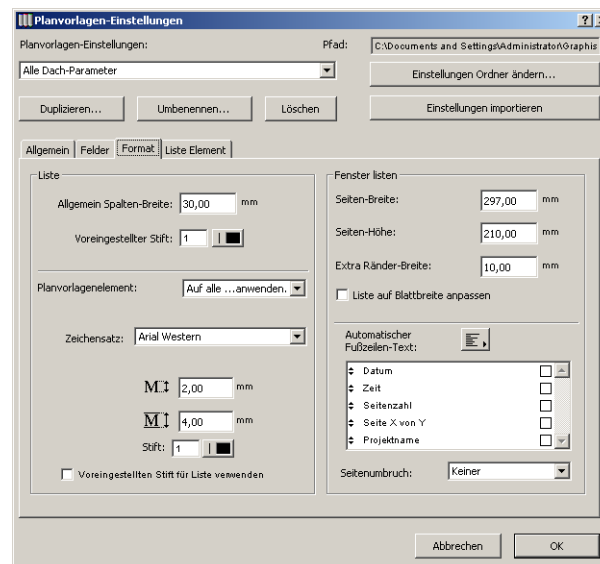 Planvorlagen-Einstellungen
Planvorlagen-Einstellungen:
Pfad: C:\Documents and Settings\Administrator\Graphis
Alle Dach-Parameter
Einstellungen Ordner ändern...
Duplizieren... Umbenennen... Löschen Einstellungen importieren
Allgemein Felder Format Liste Element
Liste
Allgemein Spalten-Breite: 30,00 mm
Voreingestellter Stift: 1
Planvorlagenelement: Auf alle ...anwenden.
Zeichensatz: Arial Western
M 2,00 mm
M 4,00 mm
Stift: 1
Voreingestellten Stift für Liste verwenden
Fenster listen
Seiten-Breite: 297,00 mm
Seiten-Höhe: 210,00 mm
Extra Ränder-Breite: 10,00 mm
Liste auf Blattbreite anpassen
Automatischer
Fußzeilen-Text:
Datum
Zeit
Seitenzahl
Seite X von Y
Projektname
Seitenumbruch: Keiner
Abbrechen OK